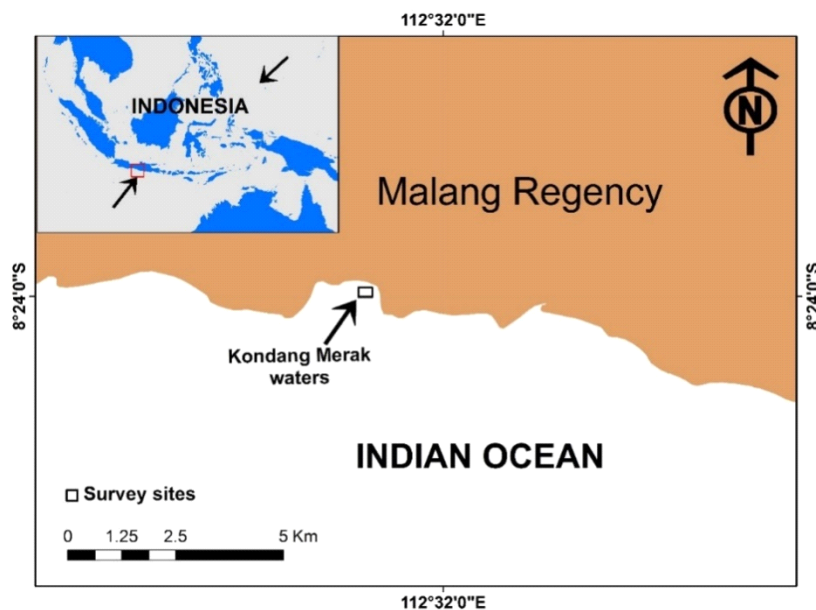 112°32'0"E
INDONESIA
N
Malang Regency
8°24'0"S
8°24'0"S
Kondang Merak
waters
INDIAN OCEAN
Survey sites
0 1.25 2.5 5 Km
112°32'0"E